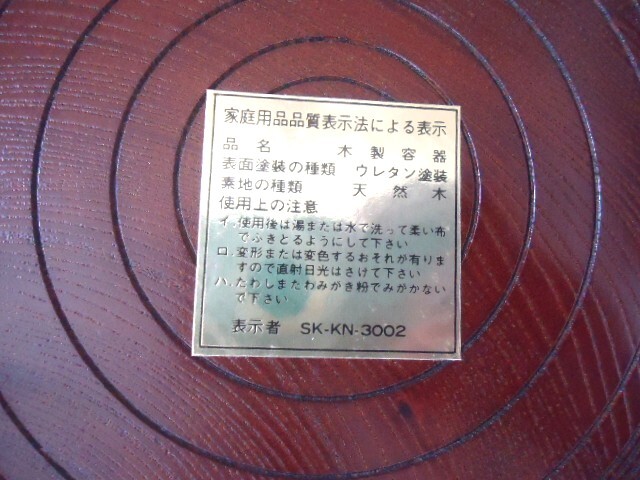 家庭用品品質表示法による表示
品名 木製容器
表面塗装の種類 ウレタン塗装
素地の種類 天然木
使用上の注意
イ.使用後は湯または水で洗って柔い布
でふきとるようにして下さい
ロ.変形または変色するおそれが有りま
すので直射日光はさけて下さい
ハ.たわしまたわみがき粉でみがかない
で下さい
表示者 SK-KN-3002